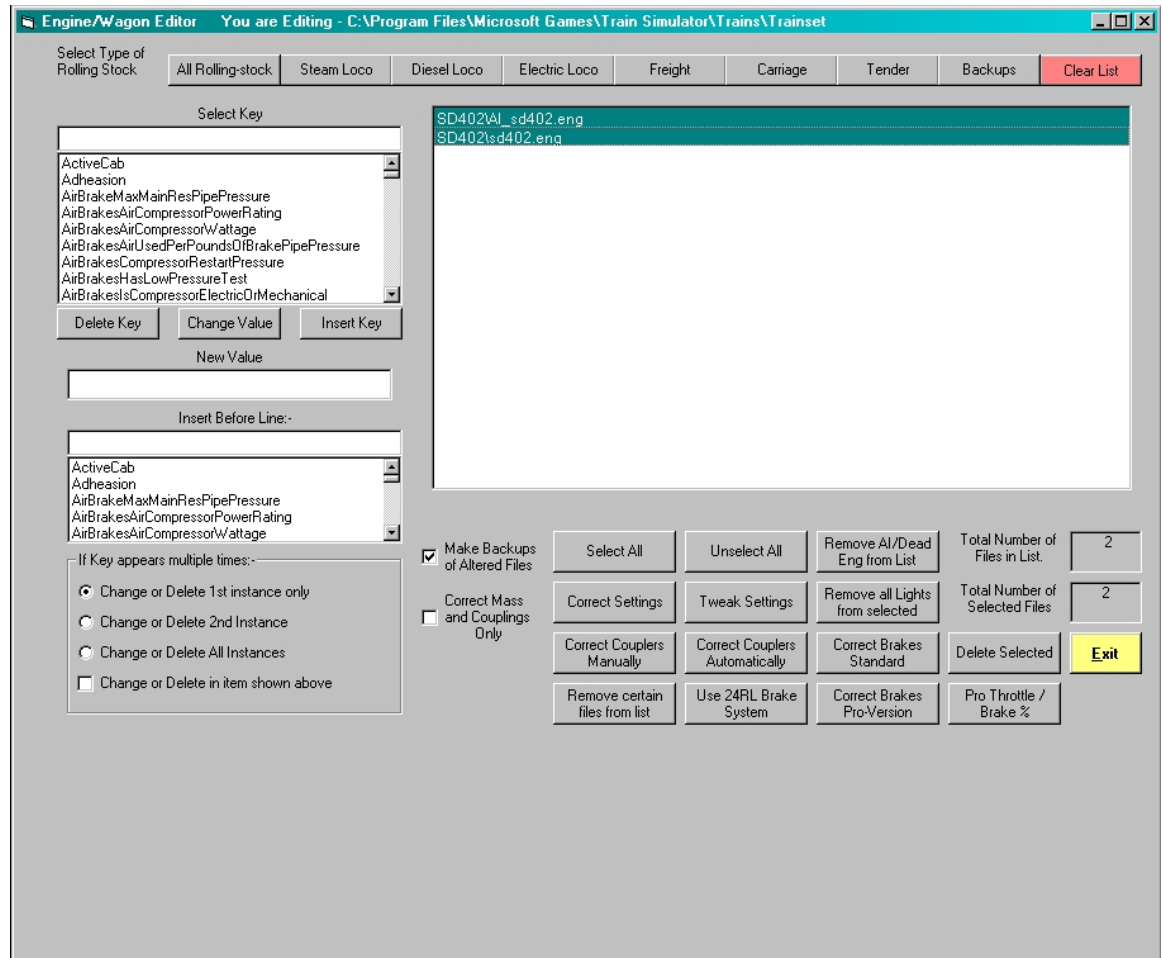 Engine/Wagon Editor You are Editing - C:\Program Files\Microsoft Games\Train Simulator\Trains\Trainset
Select Type of
Rolling Stock
All Rolling-stock
Steam Loco
Diesel Loco
Electric Loco
Freight
Carriage
Tender
Backups
Clear List
Select Key
ActiveCab
Adheasion
AirBrakeMaxMainResPipePressure
AirBrakesAirCompressorPowerRating
AirBrakesAirCompressorWattage
AirBrakesAirUsedPerPoundsOfBrakePipePressure
AirBrakesCompressorRestartPressure
AirBrakesHasLowPressureTest
AirBrakesIsCompressorElectricOrMechanical
Delete Key
Change Value
Insert Key
New Value
Insert Before Line:-
ActiveCab
Adheasion
AirBrakeMaxMainResPipePressure
AirBrakesAirCompressorPowerRating
AirBrakesAirCompressorWattage
If Key appears multiple times:-
Change or Delete 1st instance only
Change or Delete 2nd Instance
Change or Delete All Instances
Change or Delete in item shown above
SD402\AI_sd402.eng
SD402\sd402.eng
Make Backups
of Altered Files
Correct Mass
and Couplings
Only
Select All
Unselect All
Remove AI/Dead
Eng from List
Total Number of
Files in List.
2
Correct Settings
Tweak Settings
Remove all Lights
from selected
Total Number of
Selected Files
2
Correct Couplers
Manually
Correct Couplers
Automatically
Correct Brakes
Standard
Delete Selected
Exit
Remove certain
files from list
Use 24RL Brake
System
Correct Brakes
Pro-Version
Pro Throttle /
Brake %